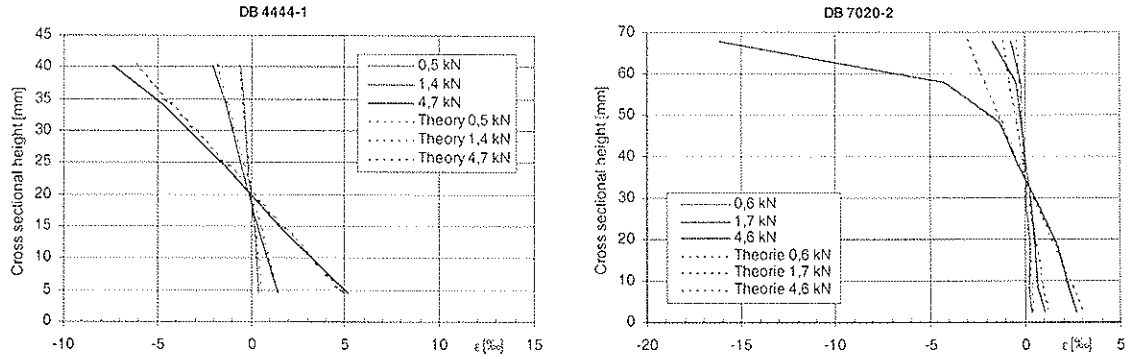 DB 4444-1
Cross sectional height [mm]
45
40
35
30
25
20
15
10
5
0
-10
-5
0
5
10
15
ε [‰]
0,5 kN
1,4 kN
4,7 kN
Theory 0,5 kN
Theory 1,4 kN
Theory 4,7 kN
DB 7020-2
Cross sectional height [mm]
70
60
50
40
30
20
10
0
-20
-15
-10
-5
0
5
ε [‰]
0,6 kN
1,7 kN
4,6 kN
Theorie 0,6 kN
Theorie 1,7 kN
Theorie 4,6 kN